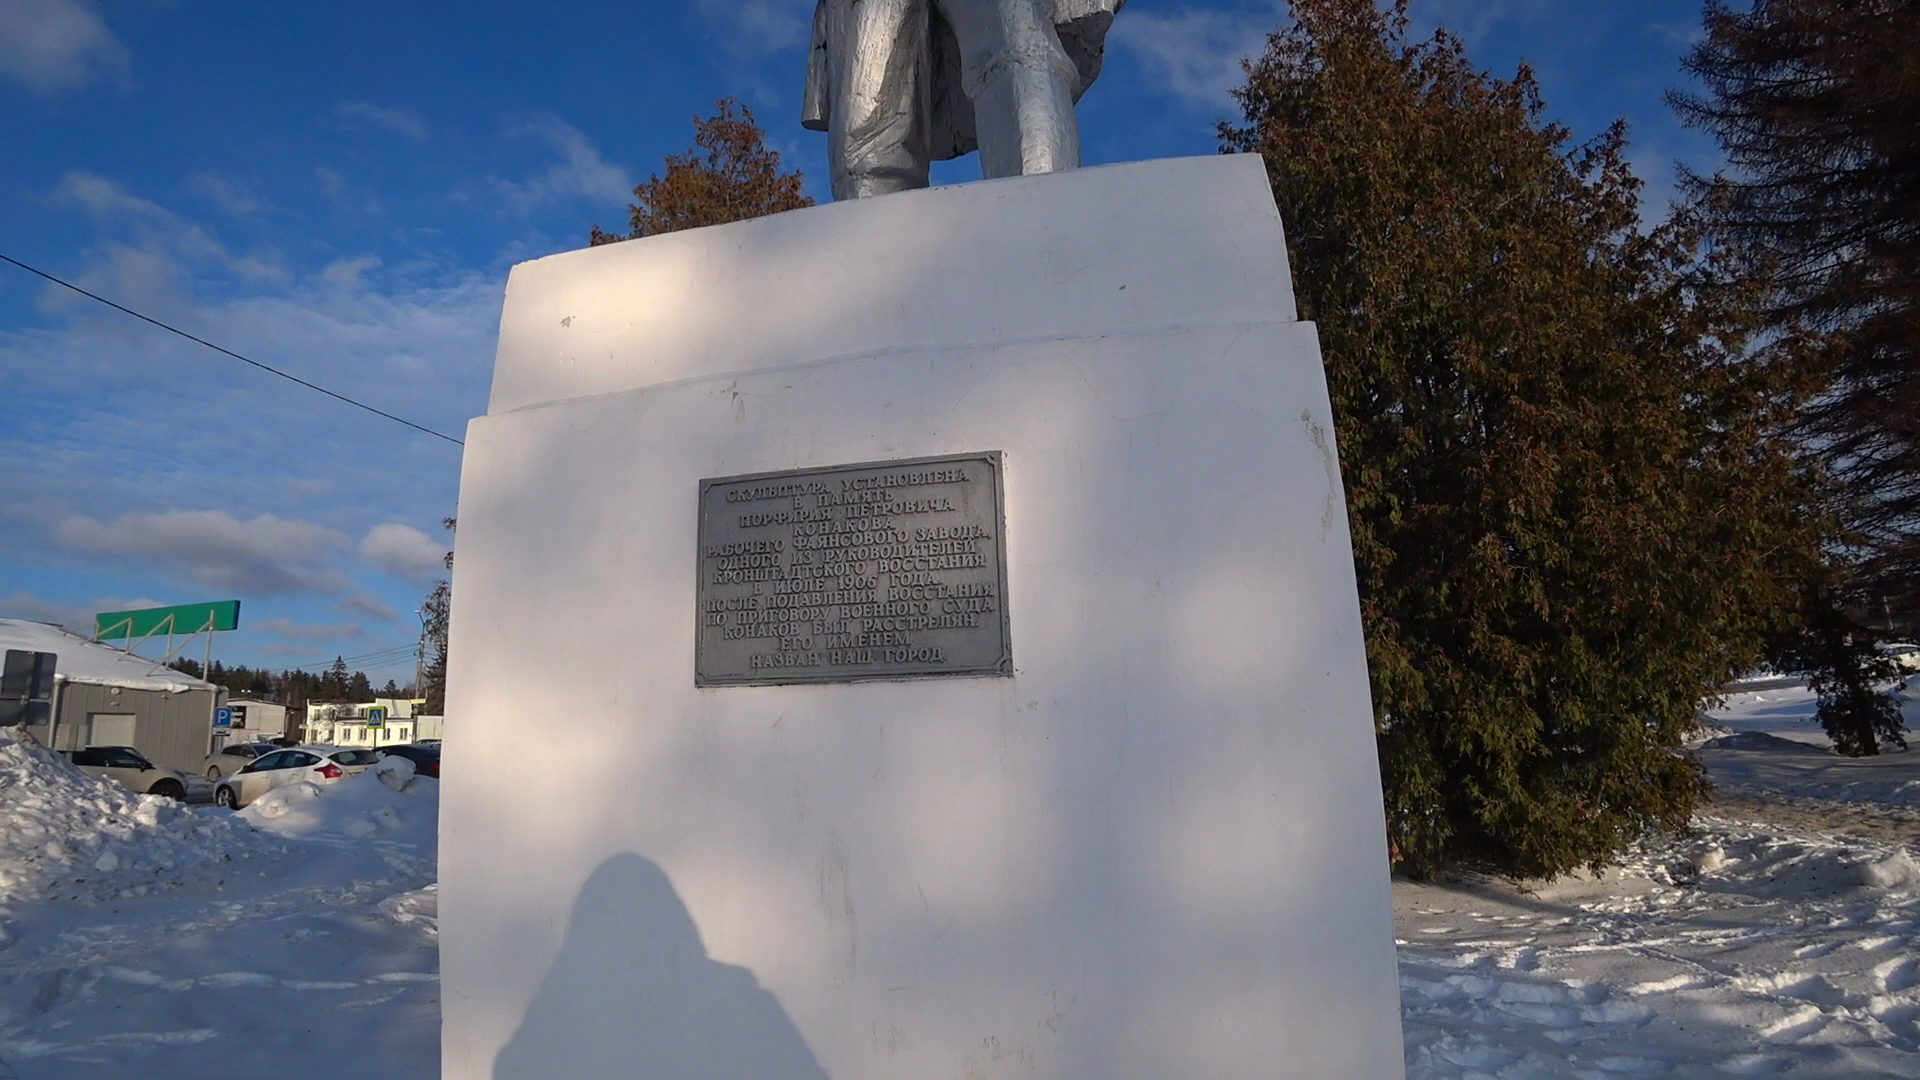 СКУЛЬПТУРА УСТАНОВЛЕНА
В ПАМЯТЬ
ПОРФИРИЯ ПЕТРОВИЧА
КОНАКОВА
РАБОЧЕГО ФАЯНСОВОГО ЗАВОДА,
ОДНОГО ИЗ РУКОВОДИТЕЛЕЙ
КРОНШТАДТСКОГО ВОССТАНИЯ
В ИЮЛЕ 1906 ГОДА.
ПОСЛЕ ПОДАВЛЕНИЯ ВОССТАНИЯ
ПО ПРИГОВОРУ ВОЕННОГО СУДА
КОНАКОВ БЫЛ РАССТРЕЛЯН.
ЕГО ИМЕНЕМ
НАЗВАН НАШ ГОРОД.
P